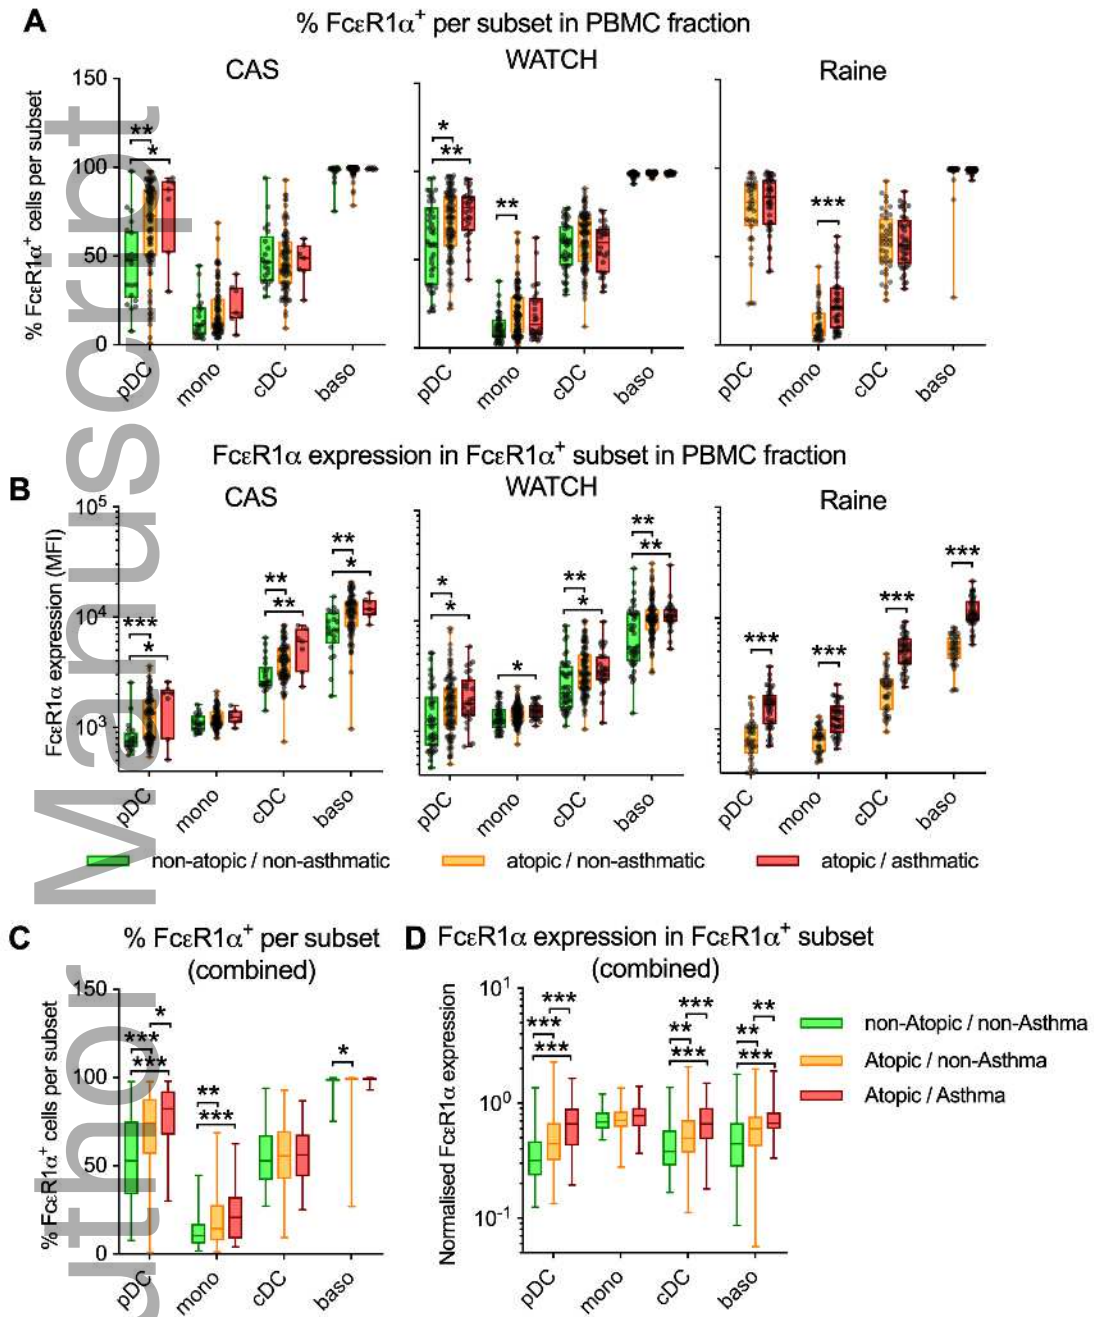 A
% FcεR1α⁺ per subset in PBMC fraction
CAS
WATCH
Raine
% FcεR1α⁺ cells per subset
150
100
50
0
** *
* **
**
***
pDC mono cDC baso
pDC mono cDC baso
pDC mono cDC baso
B
FcεR1α expression in FcεR1α⁺ subset in PBMC fraction
CAS
WATCH
Raine
FcεR1α expression (MFI)
10⁵
10⁴
10³
*** *
** **
** *
* *
*
** *
** **
***
***
***
***
pDC mono cDC baso
pDC mono cDC baso
pDC mono cDC baso
non-atopic / non-asthmatic
atopic / non-asthmatic
atopic / asthmatic
C
% FcεR1α⁺ per subset
(combined)
% FcεR1α⁺ cells per subset
150
100
50
0
*
***
***
**
***
*
pDC mono cDC baso
D
FcεR1α expression in FcεR1α⁺ subset
(combined)
Normalised FcεR1α expression
10¹
10⁰
10⁻¹
***
***
***
***
**
***
**
**
***
pDC mono cDC baso
non-Atopic / non-Asthma
Atopic / non-Asthma
Atopic / Asthma
uthor Manuscript